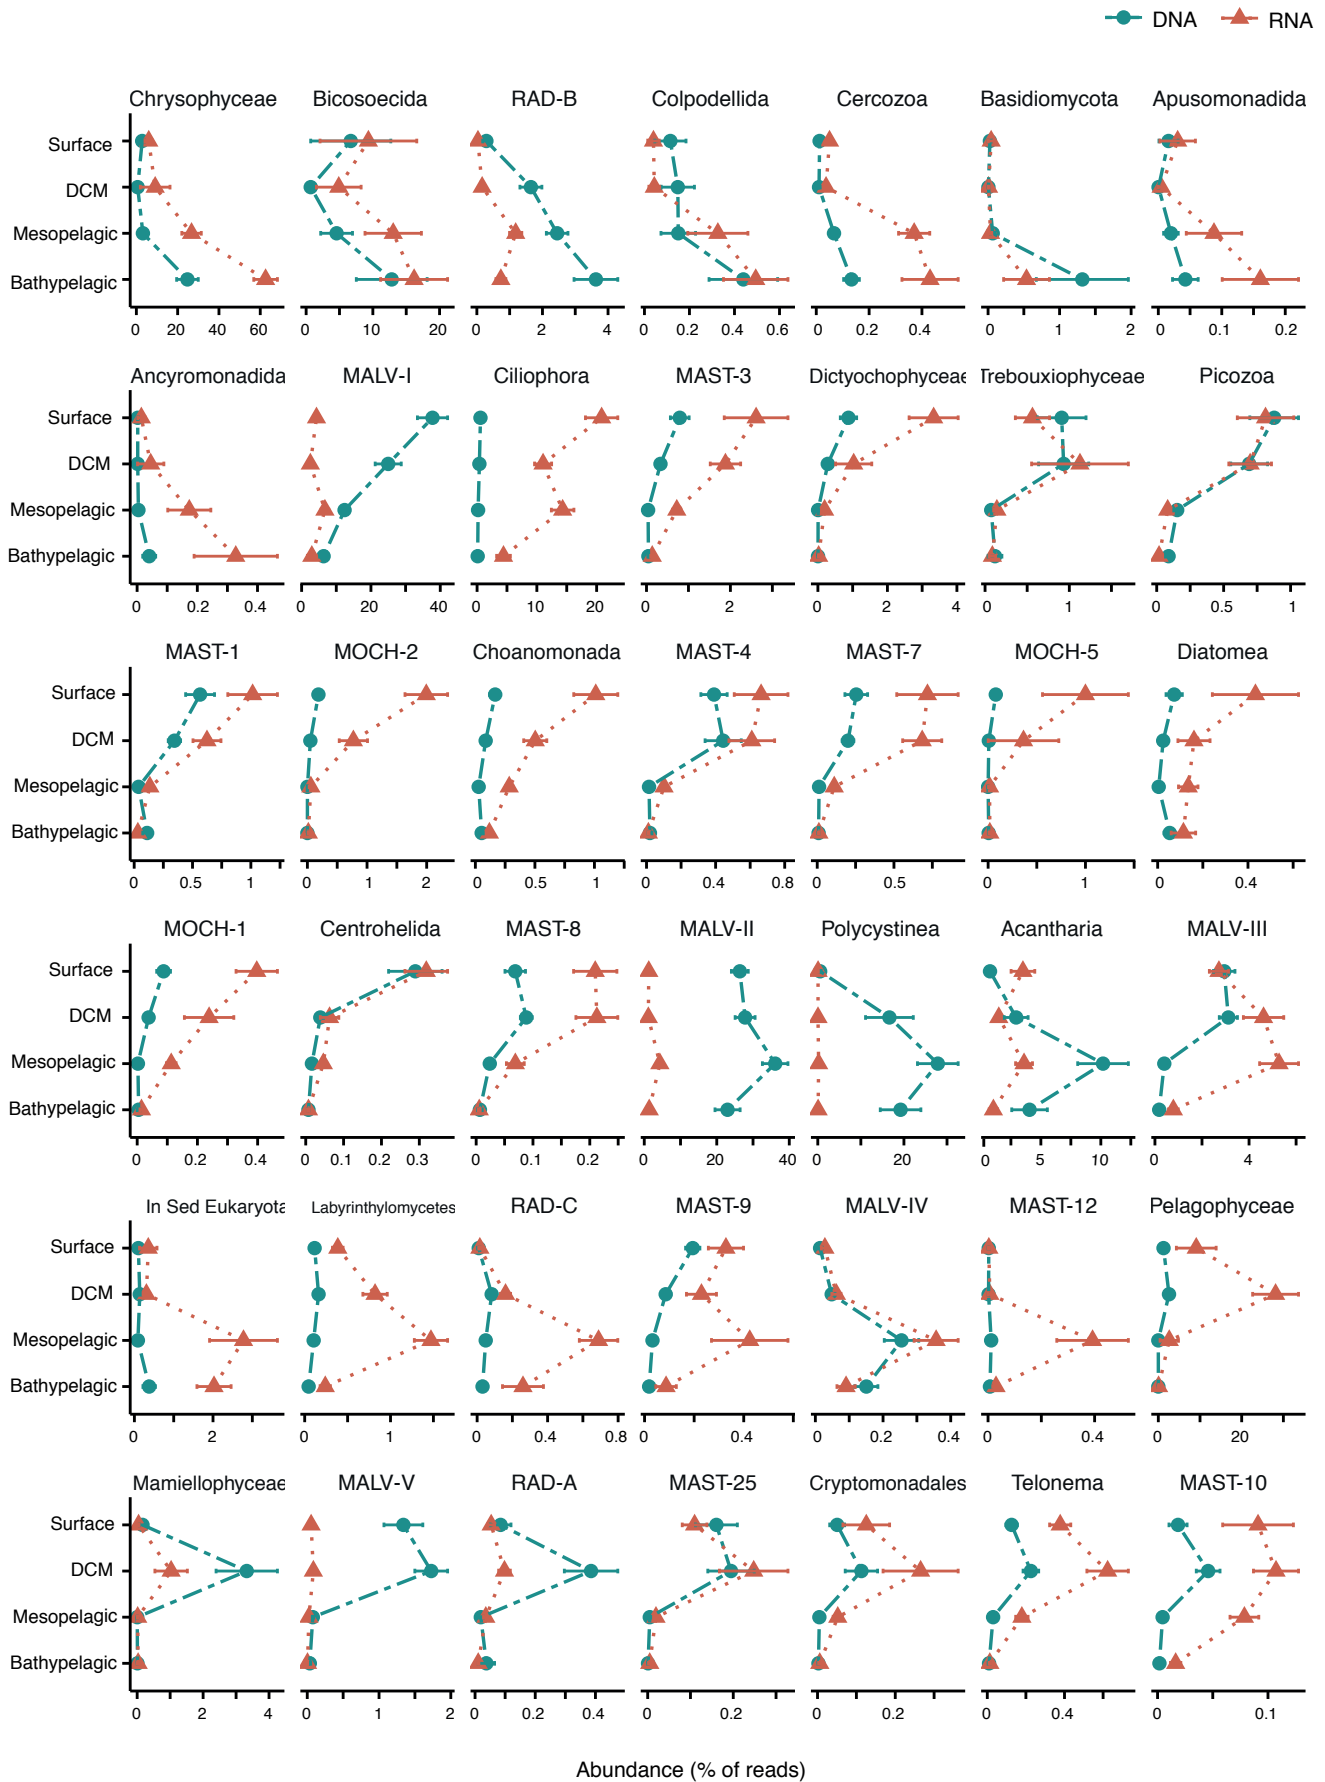 DNA RNA
Chrysophyceae Bicosoecida RAD-B Colpodellida Cercozoa Basidiomycota Apusomonadida
Surface
DCM
Mesopelagic
Bathypelagic
0 20 40 60 0 10 20 0 2 4 0 0.2 0.4 0.6 0 0.2 0.4 0 1 2 0 0.1 0.2
Ancyromonadida MALV-I Ciliophora MAST-3 Dictyochophyceae Trebouxiophyceae Picozoa
Surface
DCM
Mesopelagic
Bathypelagic
0 0.2 0.4 0 20 40 0 10 20 0 2 0 2 4 0 1 0 0.5 1
MAST-1 MOCH-2 Choanomonada MAST-4 MAST-7 MOCH-5 Diatomea
Surface
DCM
Mesopelagic
Bathypelagic
0 0.5 1 0 1 2 0 0.5 1 0 0.4 0.8 0 0.5 0 1 0 0.4
MOCH-1 Centrohelida MAST-8 MALV-II Polycystinea Acantharia MALV-III
Surface
DCM
Mesopelagic
Bathypelagic
0 0.2 0.4 0 0.1 0.2 0.3 0 0.1 0.2 0 20 40 0 20 0 5 10 0 4
In Sed Eukaryota Labyrinthylomycetes RAD-C MAST-9 MALV-IV MAST-12 Pelagophyceae
Surface
DCM
Mesopelagic
Bathypelagic
0 2 0 1 0 0.4 0.8 0 0.4 0 0.2 0.4 0 0.4 0 20
Mamiellophyceae MALV-V RAD-A MAST-25 Cryptomonadales Telonema MAST-10
Surface
DCM
Mesopelagic
Bathypelagic
0 2 4 0 1 2 0 0.2 0.4 0 0.2 0 0.2 0 0.4 0 0.1
Abundance (% of reads)